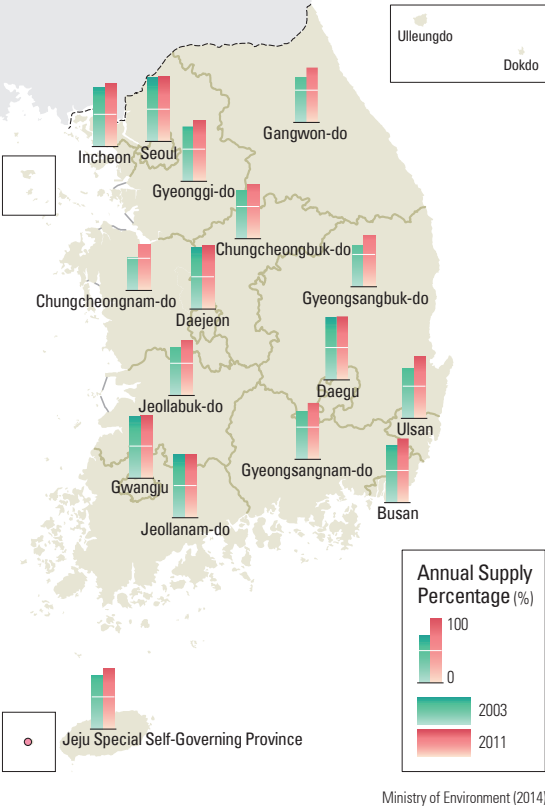 Ulleungdo
Dokdo
Gangwon-do
Incheon
Seoul
Gyeonggi-do
Chungcheongbuk-do
Chungcheongnam-do
Daejeon
Gyeongsangbuk-do
Daegu
Jeollabuk-do
Ulsan
Gyeongsangnam-do
Gwangju
Busan
Jeollanam-do
Annual Supply
Percentage (%)
100
0
2003
2011
Jeju Special Self-Governing Province
Ministry of Environment (2014)